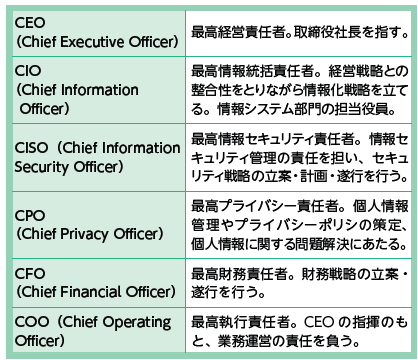 CEO
(Chief Executive Officer)
最高経営責任者。取締役社長を指す。
CIO
(Chief Information
Officer)
最高情報統括責任者。経営戦略との
整合性をとりながら情報化戦略を立て
る。情報システム部門の担当役員。
CISO(Chief Information
Security Officer)
最高情報セキュリティ責任者。情報セ
キュリティ管理の責任を担い、セキュ
リティ戦略の立案・計画・遂行を行う。
CPO
(Chief Privacy Officer)
最高プライバシー責任者。個人情報
管理やプライバシーポリシの策定、
個人情報に関する問題解決にあたる。
CFO
(Chief Financial Officer)
最高財務責任者。財務戦略の立案・
遂行を行う。
COO(Chief Operating
Officer)
最高執行責任者。CEOの指揮のも
と、業務運営の責任を負う。